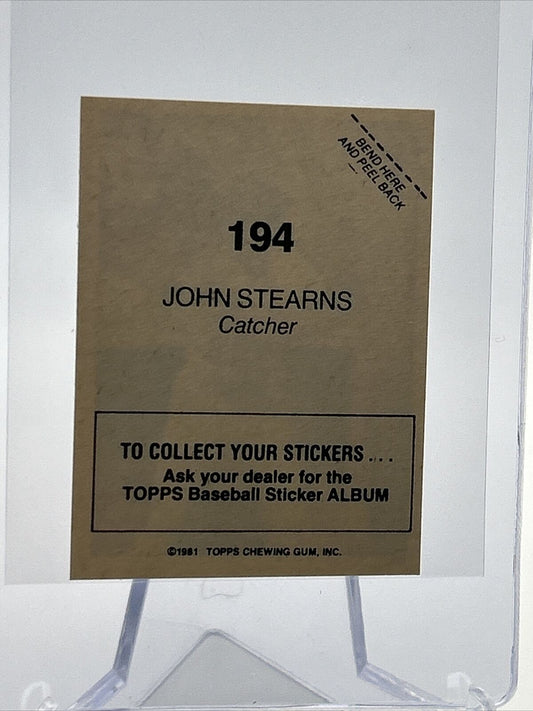 BEND HERE
AND PEEL BACK
194
JOHN STEARNS
Catcher
TO COLLECT YOUR STICKERS...
Ask your dealer for the
TOPPS Baseball Sticker ALBUM
©1981 TOPPS CHEWING GUM, INC.